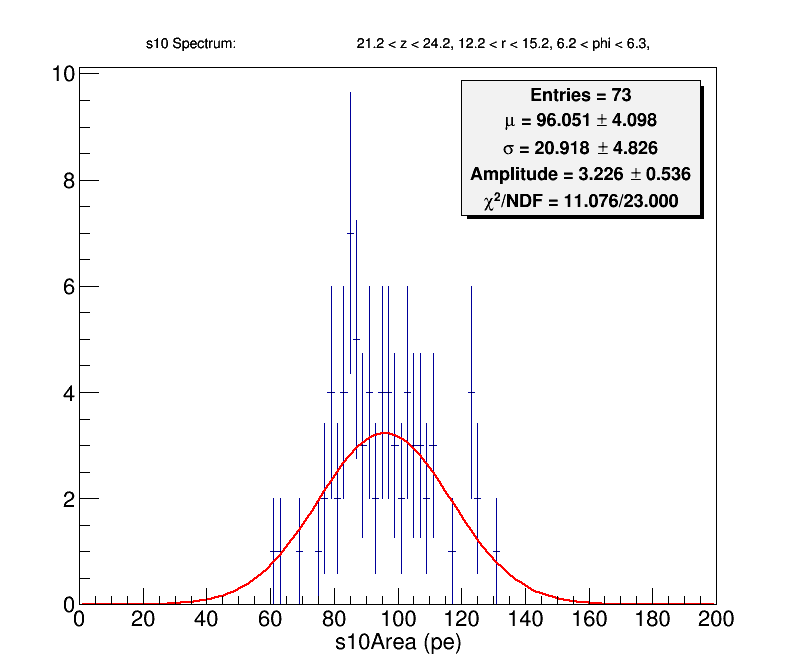 s10 Spectrum: 21.2 < z < 24.2, 12.2 < r < 15.2, 6.2 < phi < 6.3,
Entries = 73
μ = 96.051 ± 4.098
σ = 20.918 ± 4.826
Amplitude = 3.226 ± 0.536
χ²/NDF = 11.076/23.000
10
8
6
4
2
0
0 20 40 60 80 100 120 140 160 180 200
s10Area (pe)